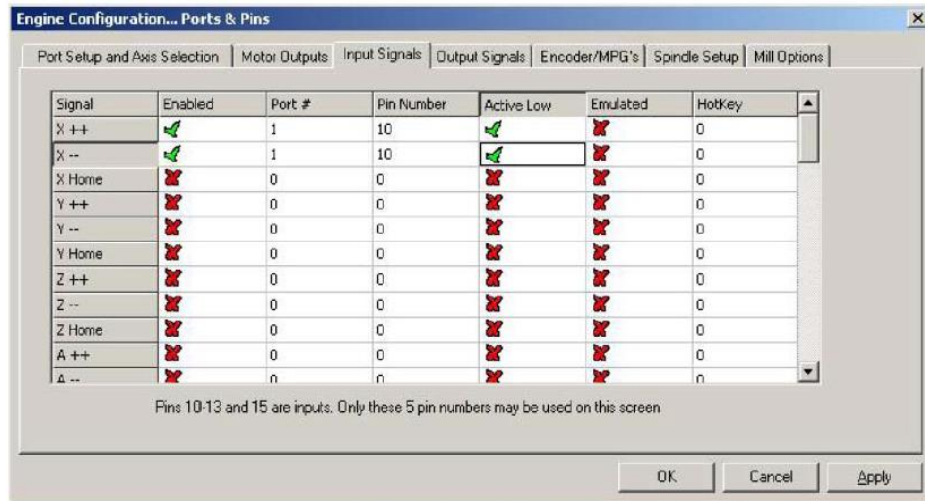 Engine Configuration... Ports & Pins
Port Setup and Axis Selection Motor Outputs Input Signals Output Signals Encoder/MPG's Spindle Setup Mill Options
Signal Enabled Port # Pin Number Active Low Emulated HotKey
X ++ 1 10 0
X -- 1 10 0
X Home 0 0 0
Y ++ 0 0 0
Y -- 0 0 0
Y Home 0 0 0
Z ++ 0 0 0
Z -- 0 0 0
Z Home 0 0 0
A ++ 0 0 0
A -- 0 0 0
Pins 10-13 and 15 are inputs. Only these 5 pin numbers may be used on this screen
OK Cancel Apply